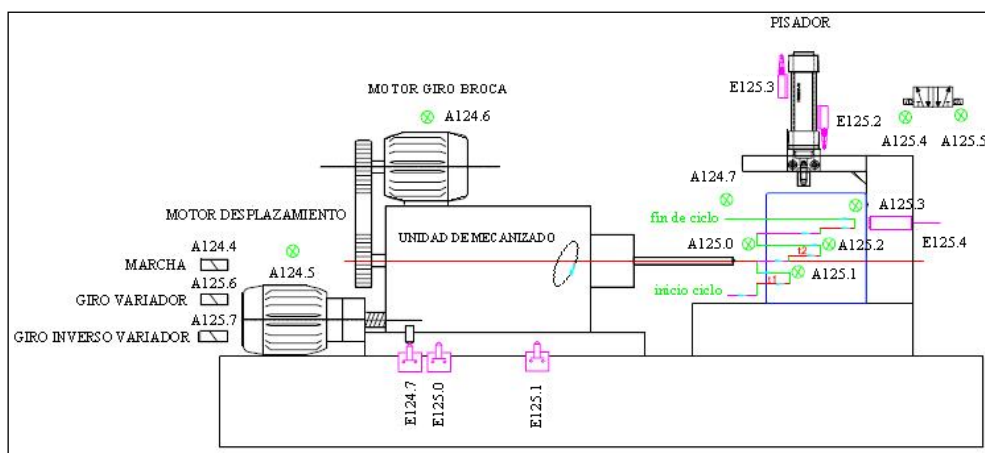 PISADOR
E125.3
MOTOR GIRO BROCA
A124.6
E125.2
A125.4
A125.5
A124.7
MOTOR DESPLAZAMIENTO
A125.3
fin de ciclo
A124.4
UNIDAD DE MECANIZADO
A125.0
t2
A125.2
E125.4
MARCHA
A124.5
A125.6
A125.1
GIRO VARIADOR
t1
inicio ciclo
A125.7
GIRO INVERSO VARIADOR
E124.7
E125.0
E125.1